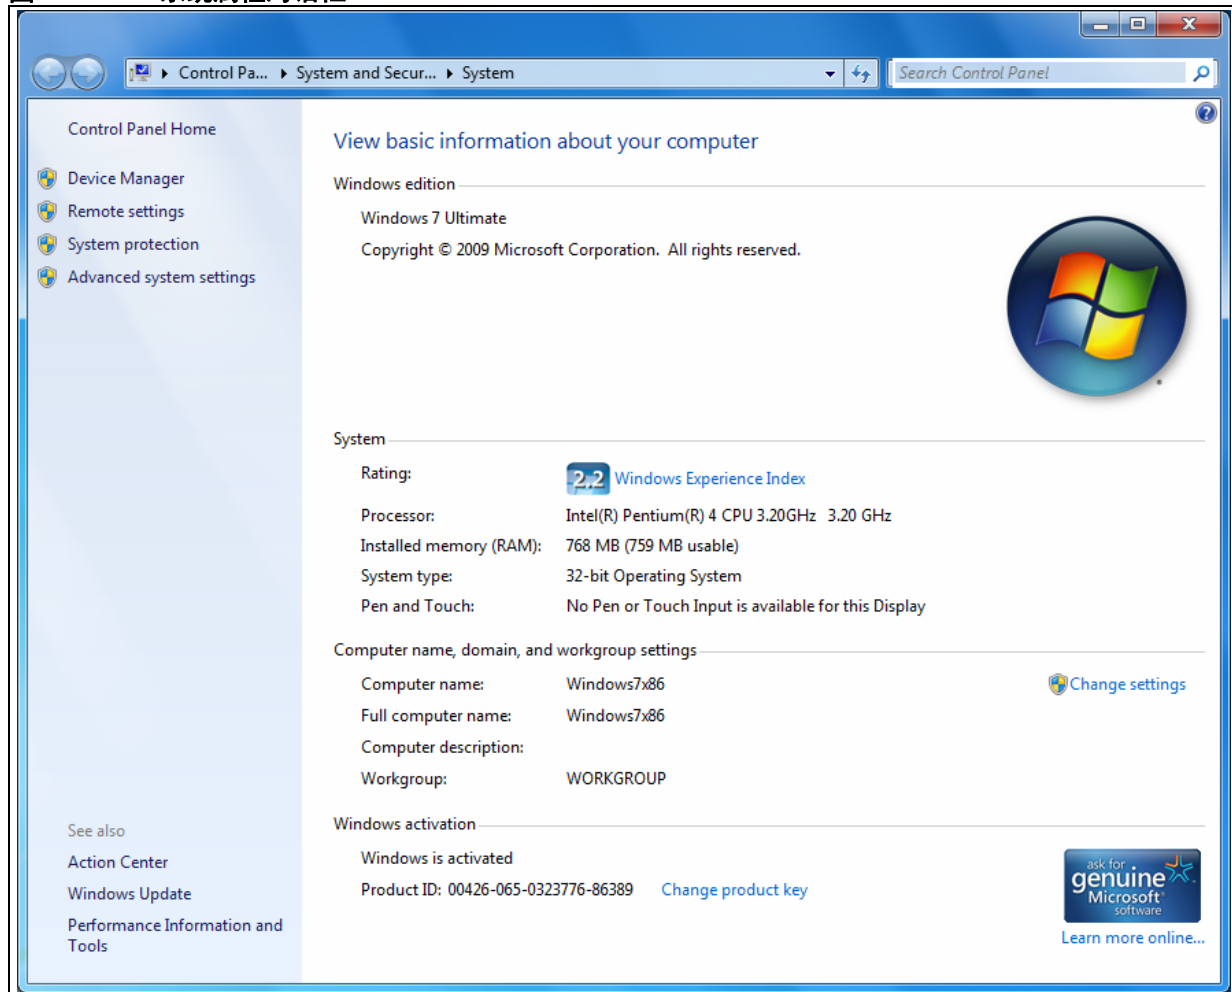 Control Pa... ▸ System and Secur... ▸ System
Search Control Panel
Control Panel Home
Device Manager
Remote settings
System protection
Advanced system settings
See also
Action Center
Windows Update
Performance Information and
Tools
View basic information about your computer
Windows edition
Windows 7 Ultimate
Copyright © 2009 Microsoft Corporation. All rights reserved.
System
Rating: 2.2 Windows Experience Index
Processor: Intel(R) Pentium(R) 4 CPU 3.20GHz 3.20 GHz
Installed memory (RAM): 768 MB (759 MB usable)
System type: 32-bit Operating System
Pen and Touch: No Pen or Touch Input is available for this Display
Computer name, domain, and workgroup settings
Computer name: Windows7x86
Change settings
Full computer name: Windows7x86
Computer description:
Workgroup: WORKGROUP
Windows activation
Windows is activated
Product ID: 00426-065-0323776-86389 Change product key
ask for
genuine
Microsoft
software
Learn more online...